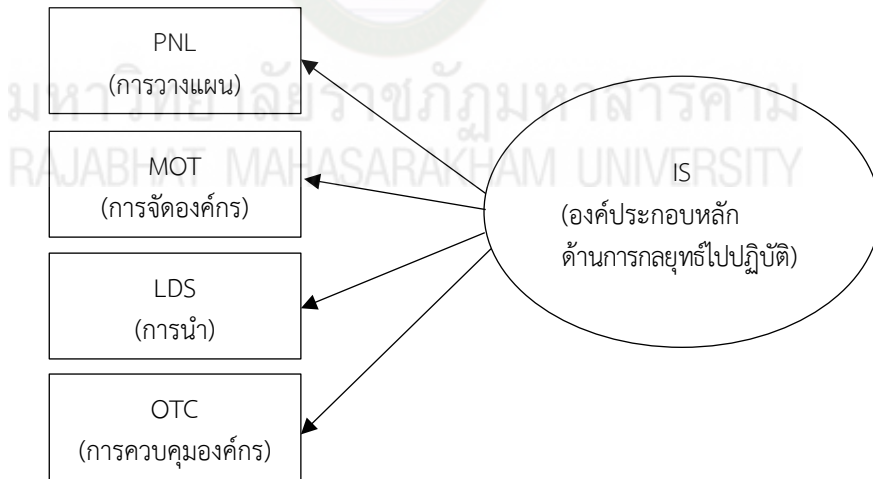 PNL
(การวางแผน)
มหาวิทยาลัยราชภัฏมหาสารคาม
RAJABHAT MAHASARAKHAM UNIVERSITY
MOT
(การจัดองค์กร)
IS
(องค์ประกอบหลัก
ด้านการกลยุทธ์ไปปฏิบัติ)
LDS
(การนำ)
OTC
(การควบคุมองค์กร)